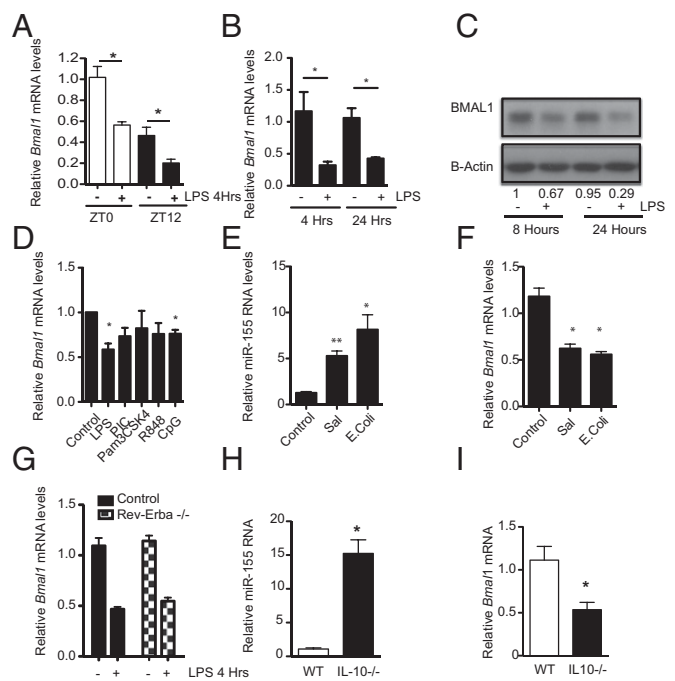 A
Relative Bmal1 mRNA levels
1.2
1.0
0.8
0.6
0.4
0.2
0.0
*
*
- + - + LPS 4Hrs
ZT0 ZT12
B
Relative Bmal1 mRNA levels
2.0
1.5
1.0
0.5
0.0
*
*
- + - + LPS
4 Hrs 24 Hrs
C
BMAL1
B-Actin
1 0.67 0.95 0.29
- + - + LPS
8 Hours 24 Hours
D
Relative Bmal1 mRNA levels
1.5
1.0
0.5
0.0
* *
Control
LPS
PIC
Pam3CSK4
R848
CpG
E
Relative miR-155 RNA levels
15
10
5
0
** *
Control
Sal
E.Coli
F
Relative Bmal1 mRNA levels
1.5
1.0
0.5
0.0
* *
Control
Sal
E.Coli
G
Control
Rev-Erba -/-
Relative Bmal1 mRNA levels
1.5
1.0
0.5
0.0
- + - + LPS 4 Hrs
H
Relative miR-155 RNA
20
15
10
5
0
*
WT IL-10-/-
I
Relative Bmal1 mRNA
1.5
1.0
0.5
0.0
*
WT IL10-/-